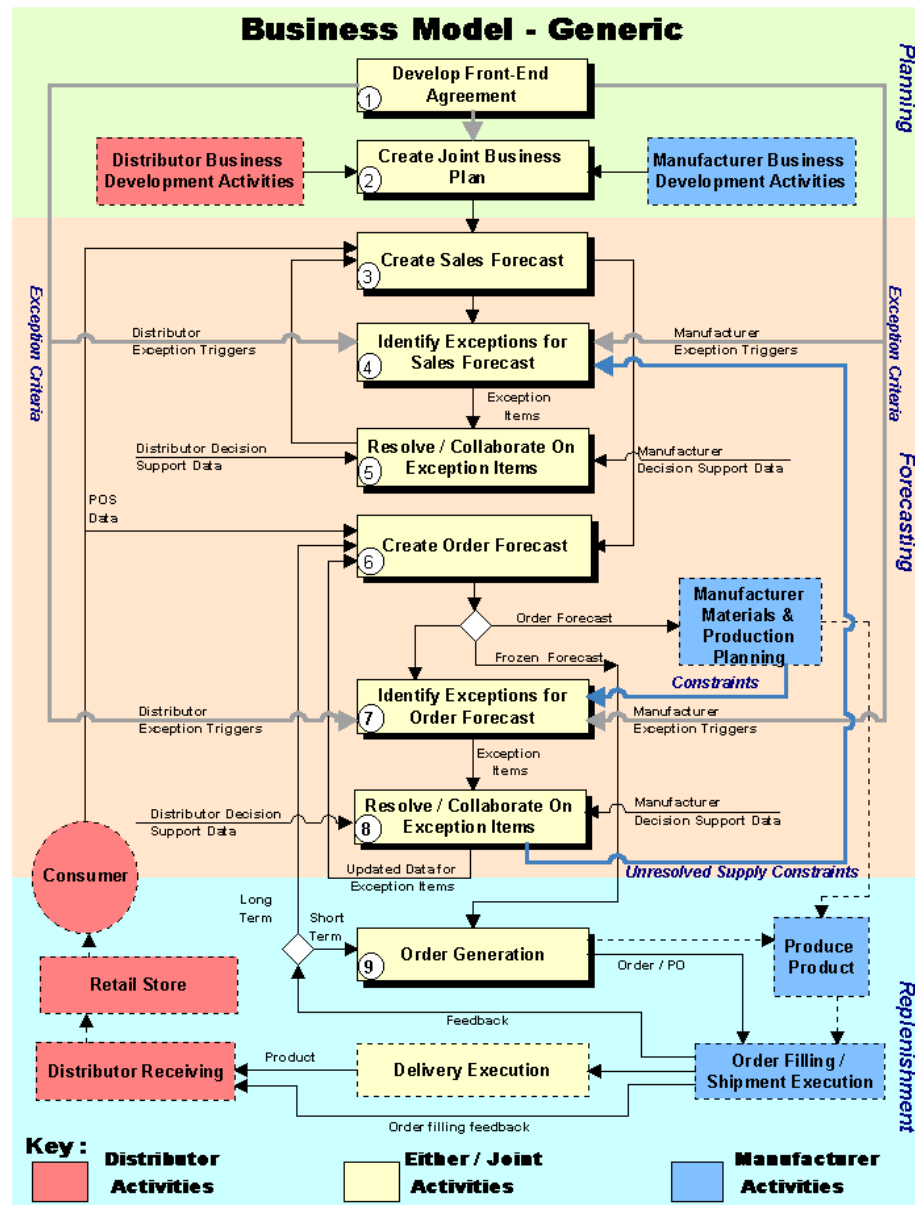 Business Model - Generic
Planning
Develop Front-End
Agreement
1
Distributor Business
Development Activities
Create Joint Business
Plan
2
Manufacturer Business
Development Activities
Create Sales Forecast
3
Exception Criteria
Exception Criteria
Distributor
Exception Triggers
Identify Exceptions for
Sales Forecast
4
Manufacturer
Exception Triggers
Exception
Items
Distributor Decision
Support Data
Resolve / Collaborate On
Exception Items
5
Manufacturer
Decision Support Data
Forecasting
POS
Data
Create Order Forecast
6
Order Forecast
Manufacturer
Materials &
Production
Planning
Frozen Forecast
Constraints
Distributor
Exception Triggers
Identify Exceptions for
Order Forecast
7
Manufacturer
Exception Triggers
Exception
Items
Distributor Decision
Support Data
Resolve / Collaborate On
Exception Items
8
Manufacturer
Decision Support Data
Updated Data for
Exception Items
Unresolved Supply Constraints
Consumer
Long
Term
Short
Term
Order Generation
9
Order / PO
Produce
Product
Retail Store
Replenishment
Feedback
Distributor Receiving
Product
Delivery Execution
Order Filling /
Shipment Execution
Order filling feedback
Key :
Distributor
Activities
Either / Joint
Activities
Manufacturer
Activities